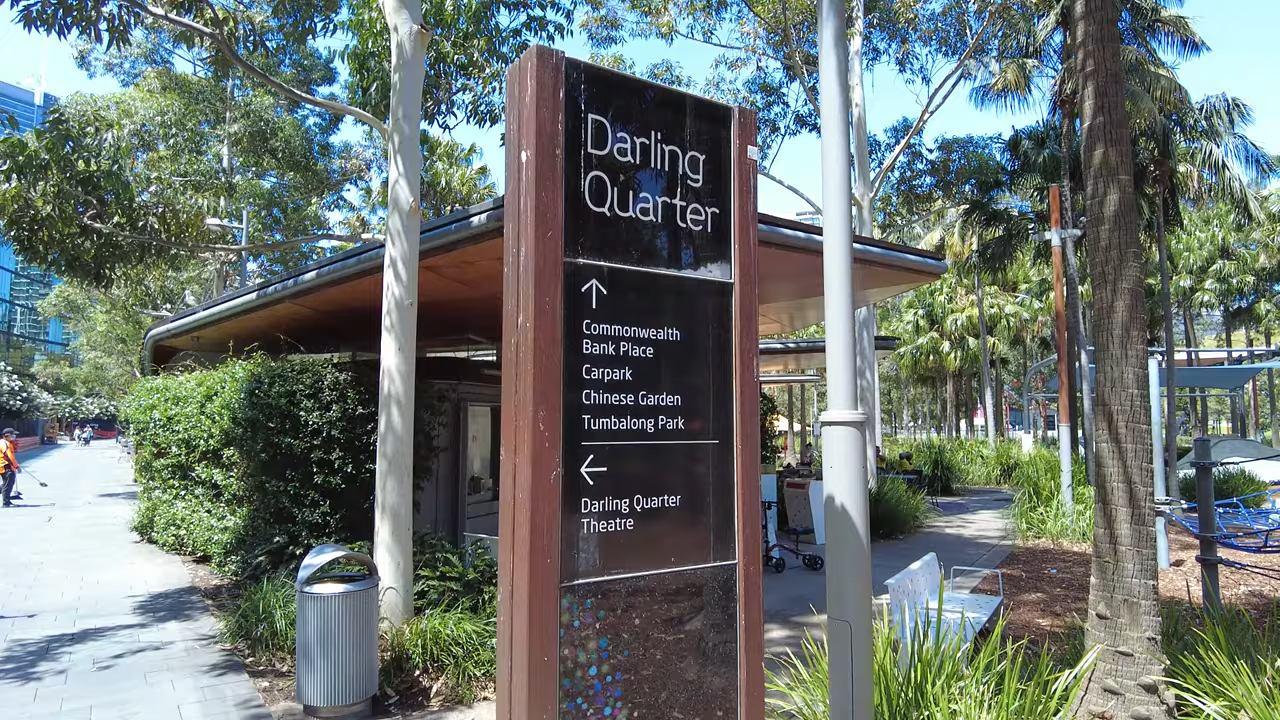 Darling
Quarter
↑
Commonwealth
Bank Place
Carpark
Chinese Garden
Tumbalong Park
←
Darling Quarter
Theatre